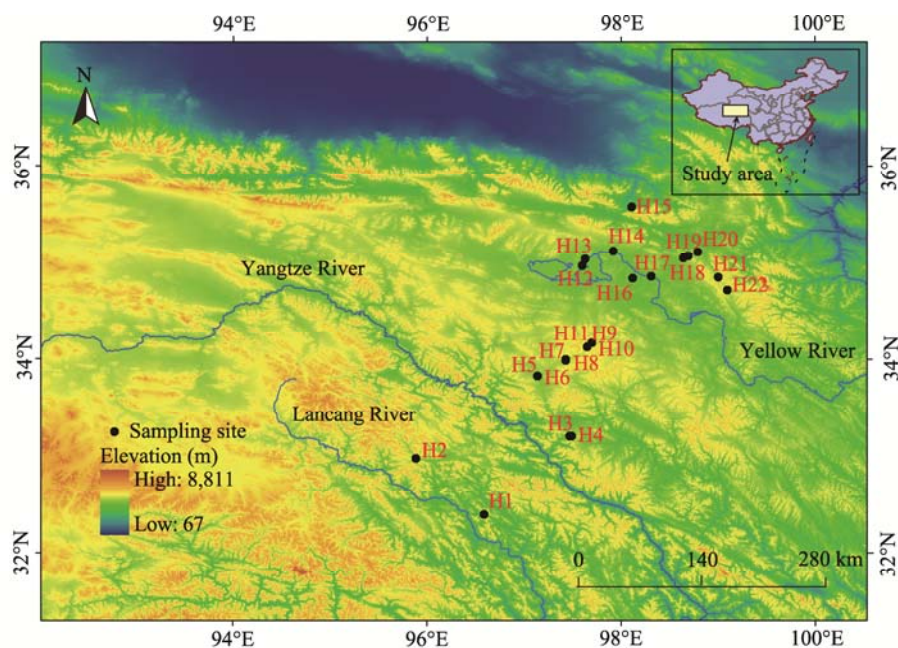 94°E 96°E 98°E 100°E
N
Study area
36°N
36°N
H15
H13 H14 H19 H20
H12 H17 H18 H21
H16 H22
Yangtze River
34°N
34°N
H11 H9
H7 H10
H5 H8
H6
Yellow River
Lancang River
H3 H4
Sampling site
H2
Elevation (m)
High: 8,811
Low: 67
H1
32°N
32°N
0 140 280 km
94°E 96°E 98°E 100°E